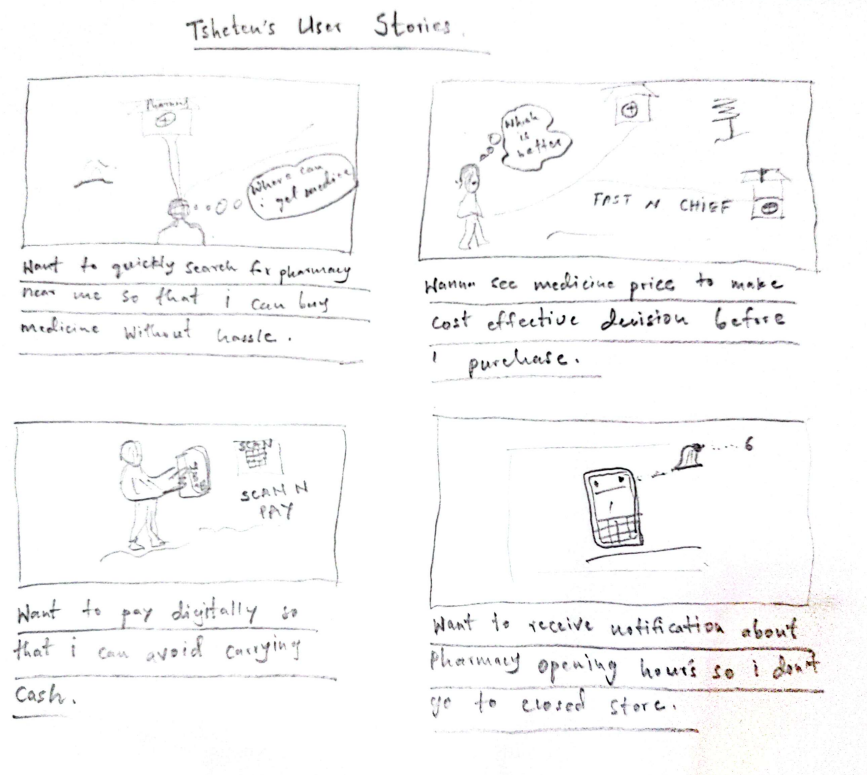 Tsheten's User Stories.
Pharmacy
Where can
i get medicine
Want to quickly search for pharmacy
near me so that i can buy
medicine without hassle.
Which
is
better
FAST N CHIEF
Wanna see medicine price to make
cost effective decision before
i purchase.
SCAN
SCAN N
PAY
Want to pay digitally so
that i can avoid carrying
cash.
6
Want to receive notification about
pharmacy opening hours so i don't
go to closed store.